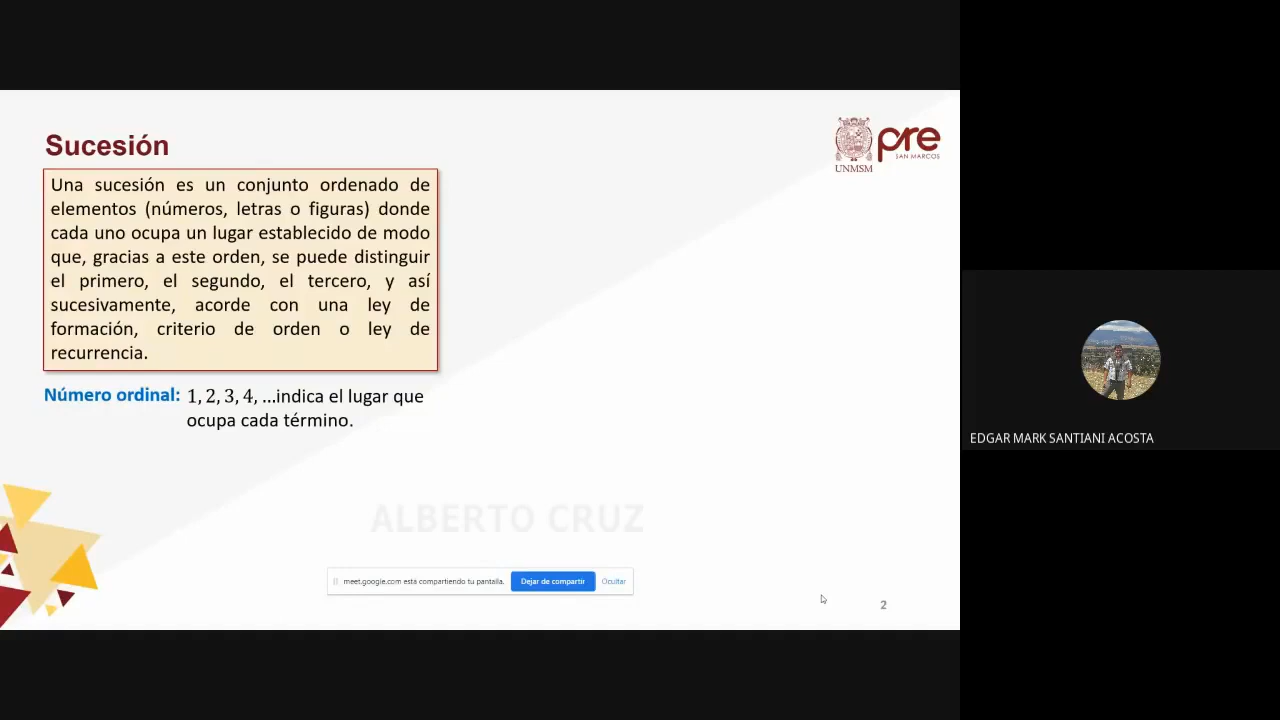 Sucesión
UNMSM
pre
SAN MARCOS
Una sucesión es un conjunto ordenado de
elementos (números, letras o figuras) donde
cada uno ocupa un lugar establecido de modo
que, gracias a este orden, se puede distinguir
el primero, el segundo, el tercero, y así
sucesivamente, acorde con una ley de
formación, criterio de orden o ley de
recurrencia.
Número ordinal: 1, 2, 3, 4, ...indica el lugar que
ocupa cada término.
EDGAR MARK SANTIANI ACOSTA
ALBERTO CRUZ
meet.google.com está compartiendo tu pantalla. Dejar de compartir Ocultar
2